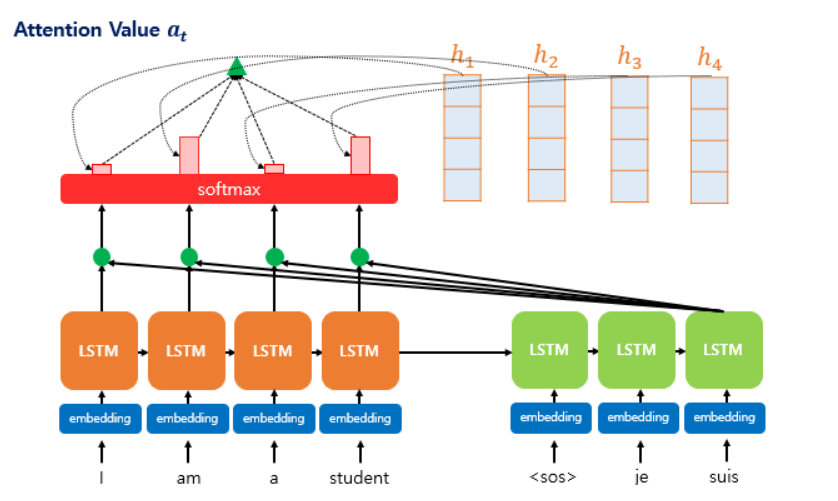 Attention Value a_t
h_1 h_2 h_3 h_4
softmax
LSTM LSTM LSTM LSTM LSTM LSTM LSTM
embedding embedding embedding embedding embedding embedding embedding
I am a student <sos> je suis